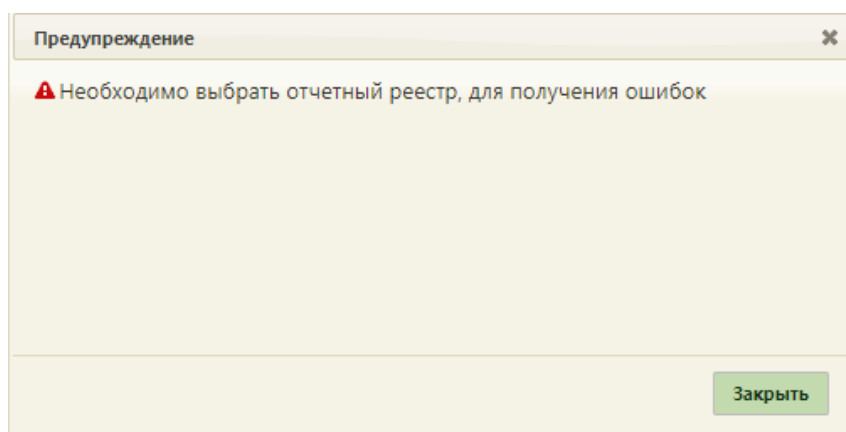 Предупреждение
Необходимо выбрать отчетный реестр, для получения ошибок
Закрыть